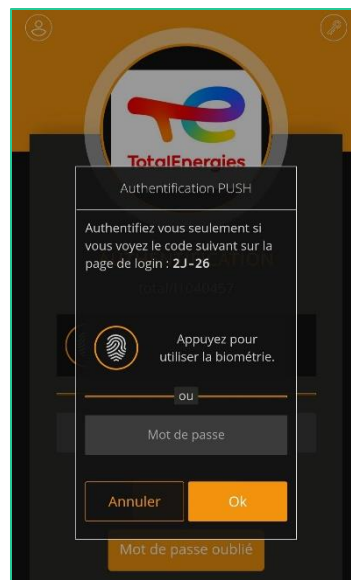 TotalEnergies
Authentification PUSH
Authentifiez vous seulement si
vous voyez le code suivant sur la
page de login : 2J-26
Appuyez pour
utiliser la biométrie.
ou
Mot de passe
Annuler
Ok
Mot de passe oublié